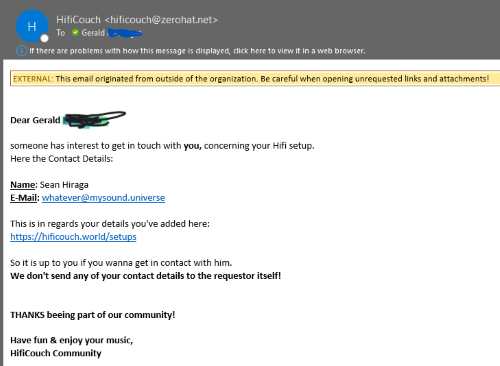 H
HifiCouch <hificouch@zerohat.net>
To Gerald
If there are problems with how this message is displayed, click here to view it in a web browser.
EXTERNAL: This email originated from outside of the organization. Be careful when opening unrequested links and attachments!
Dear Gerald
someone has interest to get in touch with you, concerning your Hifi setup.
Here the Contact Details:
Name: Sean Hiraga
E-Mail: whatever@mysound.universe
This is in regards your details you've added here:
https://hificouch.world/setups
So it is up to you if you wanna get in contact with him.
We don't send any of your contact details to the requestor itself!
THANKS beeing part of our community!
Have fun & enjoy your music,
HifiCouch Community